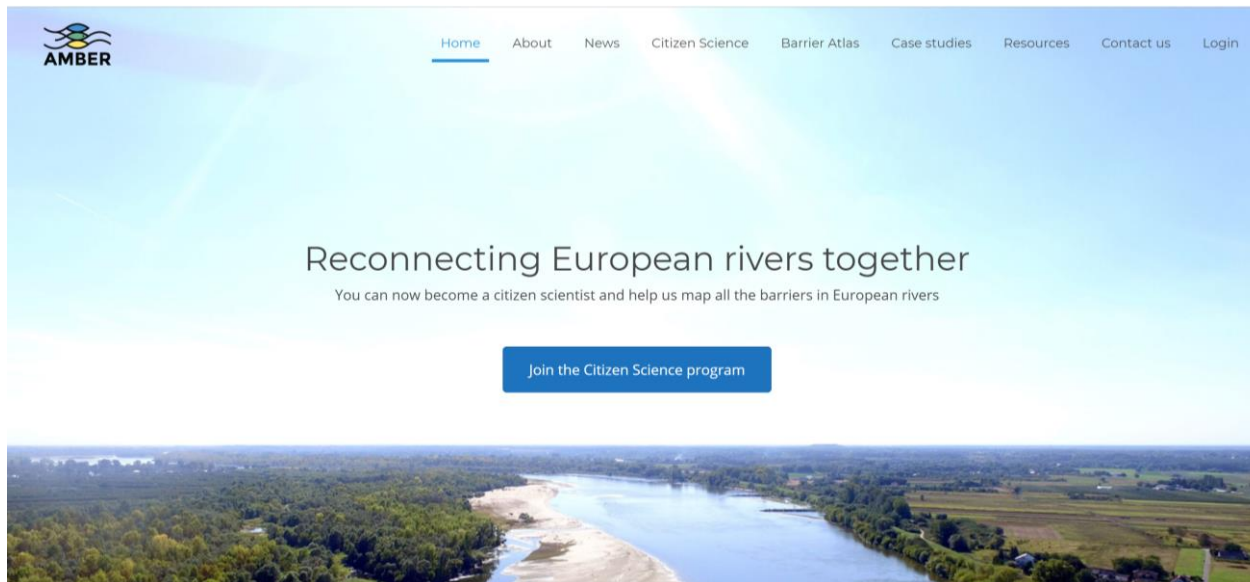 AMBER
Home About News Citizen Science Barrier Atlas Case studies Resources Contact us Login
Reconnecting European rivers together
You can now become a citizen scientist and help us map all the barriers in European rivers
Join the Citizen Science program